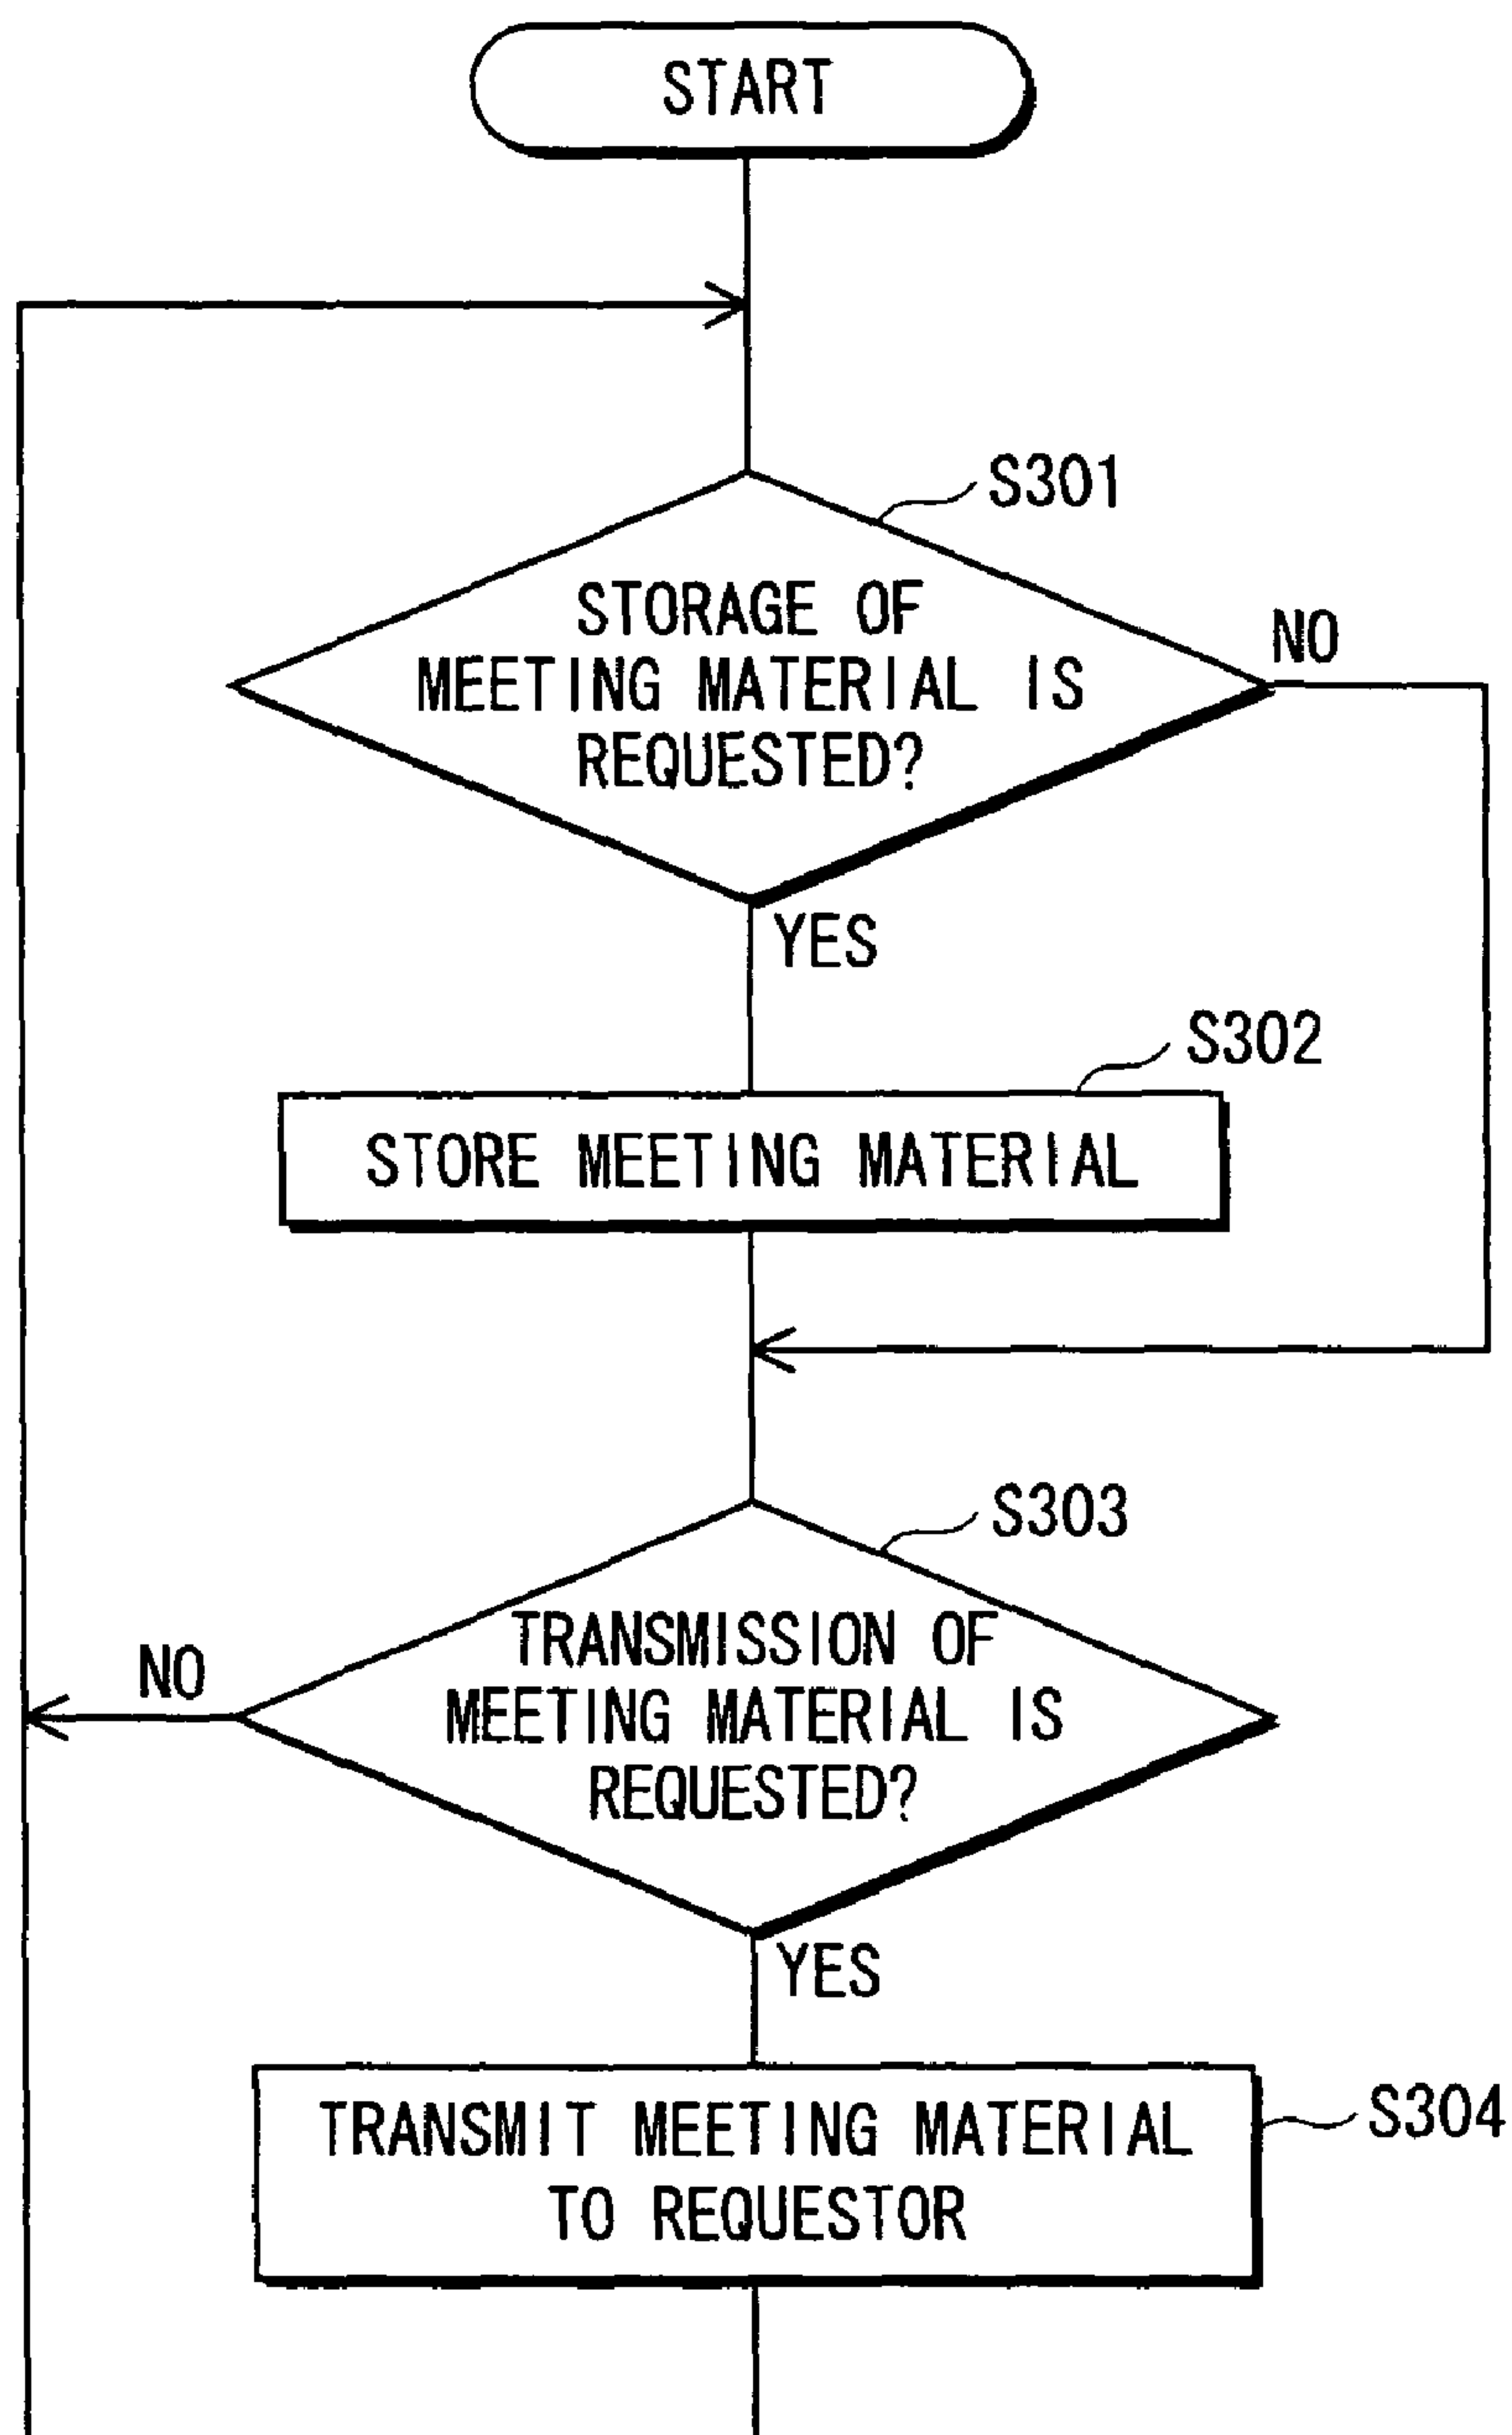 START
S301
STORAGE OF
MEETING MATERIAL IS
REQUESTED?
NO
YES
S302
STORE MEETING MATERIAL
S303
TRANSMISSION OF
MEETING MATERIAL IS
REQUESTED?
NO
YES
S304
TRANSMIT MEETING MATERIAL
TO REQUESTOR